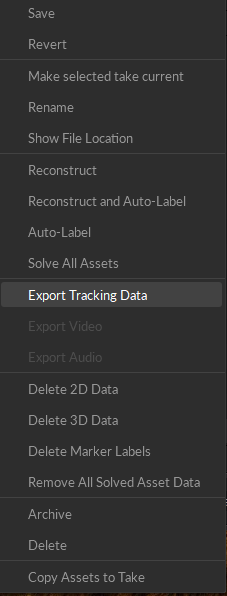 Save
Revert
Make selected take current
Rename
Show File Location
Reconstruct
Reconstruct and Auto-Label
Auto-Label
Solve All Assets
Export Tracking Data
Export Video
Export Audio
Delete 2D Data
Delete 3D Data
Delete Marker Labels
Remove All Solved Asset Data
Archive
Delete
Copy Assets to Take